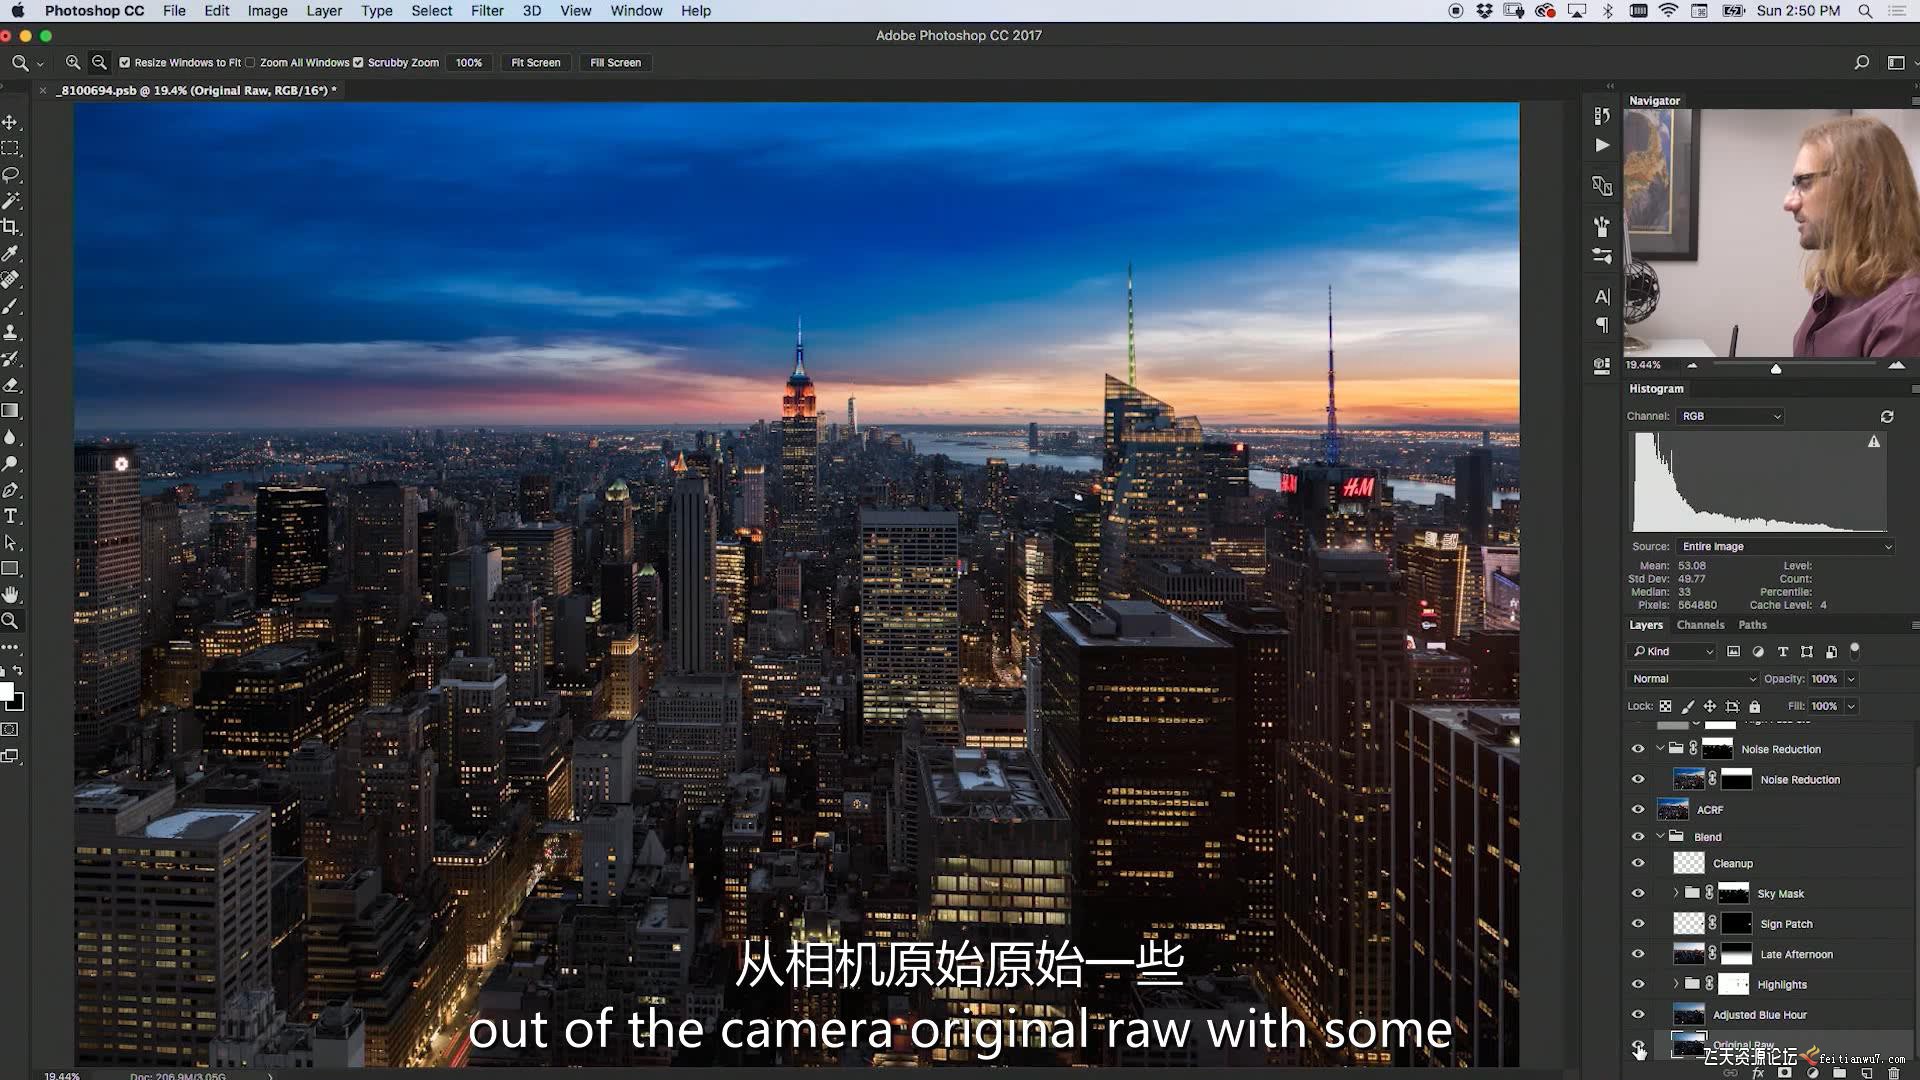 Photoshop CC File Edit Image Layer Type Select Filter 3D View Window Help Sun 2:50 PM
Adobe Photoshop CC 2017
Resize Windows to Fit Zoom All Windows Scrubby Zoom 100% Fit Screen Fill Screen
_8100694.psb @ 19.4% (Original Raw, RGB/16*) *
Navigator
19.44%
Histogram
Channel: RGB
Source: Entire Image
Mean: 53.08 Level:
Std Dev: 49.77 Count:
Median: 33 Percentile:
Pixels: 564880 Cache Level: 4
Layers Channels Paths
Kind
Normal Opacity: 100%
Lock: Fill: 100%
Noise Reduction
Noise Reduction
ACRF
Blend
Cleanup
Sky Mask
Sign Patch
Late Afternoon
Highlights
Adjusted Blue Hour
Original Raw
H&M
从相机原始原始一些
out of the camera original raw with some
飞天资源论坛 feitianwu7.com
19.44% Doc: 206.9M/3.05G